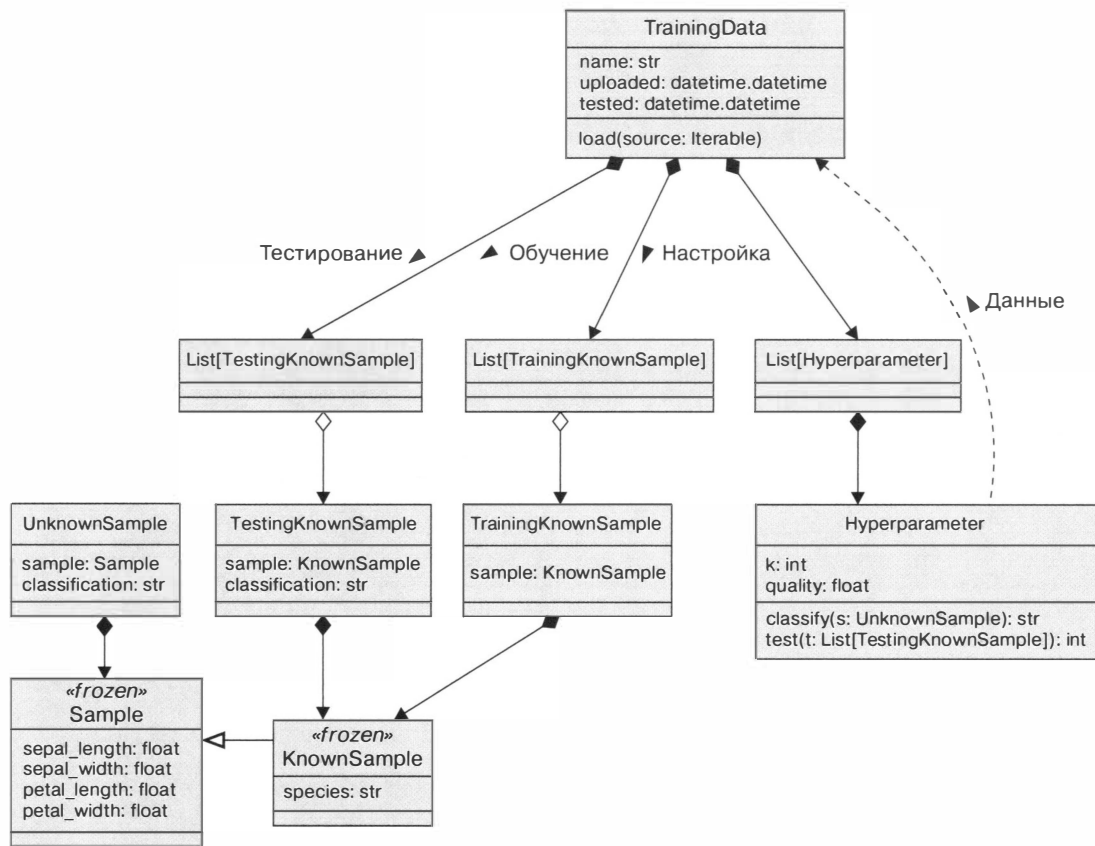 TrainingData
name: str
uploaded: datetime.datetime
tested: datetime.datetime
load(source: Iterable)
Тестирование
Обучение
Настройка
Данные
List[TestingKnownSample]
List[TrainingKnownSample]
List[Hyperparameter]
UnknownSample
sample: Sample
classification: str
TestingKnownSample
sample: KnownSample
classification: str
TrainingKnownSample
sample: KnownSample
Hyperparameter
k: int
quality: float
classify(s: UnknownSample): str
test(t: List[TestingKnownSample]): int
«frozen»
Sample
sepal_length: float
sepal_width: float
petal_length: float
petal_width: float
«frozen»
KnownSample
species: str